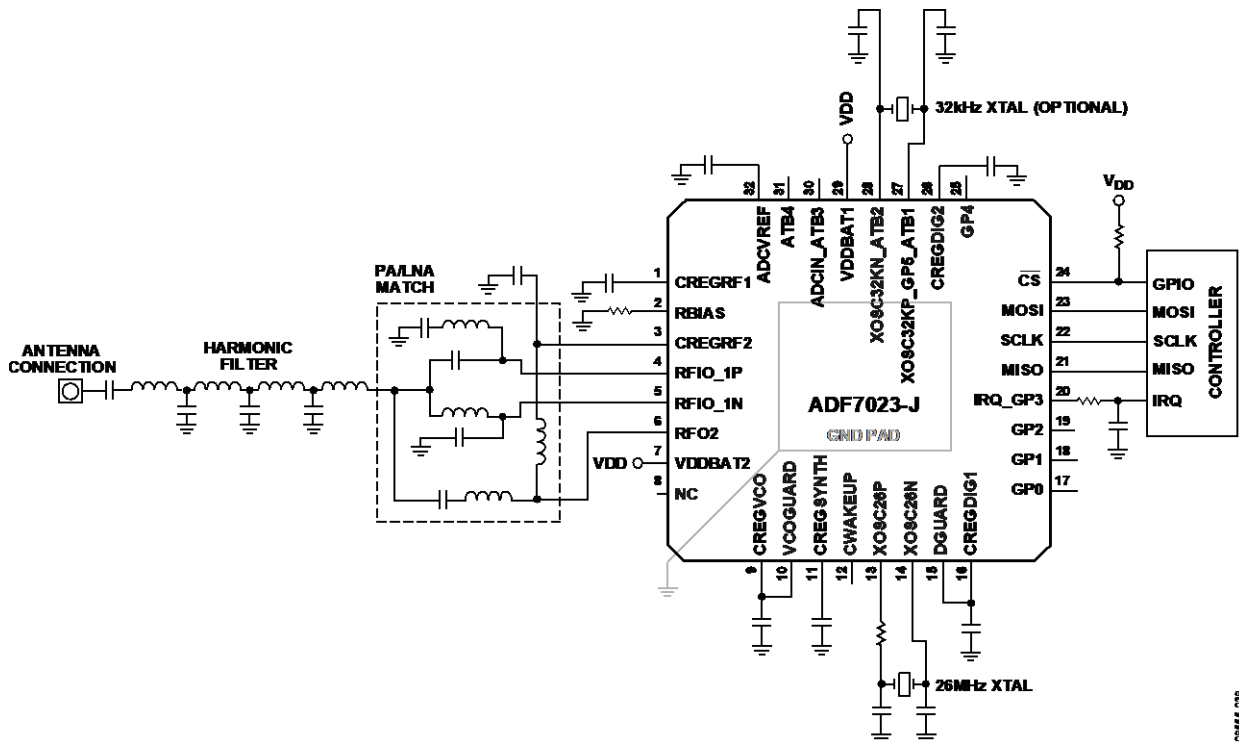 32kHz XTAL (OPTIONAL)
VDD
VDD
32
31
30
29
28
27
26
25
ADCVREF
ATB4
ADCIN_ATB3
VDDBAT1
XOSC32KN_ATB2
XOSC32KP_GP5_ATB1
CREGDIG2
GP4
PA/LNA
MATCH
ANTENNA
CONNECTION
HARMONIC
FILTER
1 CREGRF1
2 RBIAS
3 CREGRF2
4 RFIO_1P
5 RFIO_1N
6 RFO2
VDD 7 VDDBAT2
8 NC
ADF7023-J
GND PAD
CS 24 GPIO
MOSI 23 MOSI
SCLK 22 SCLK
MISO 21 MISO
IRQ_GP3 20 IRQ
GP2 19
GP1 18
GP0 17
CONTROLLER
CREGVCO
VCOGUARD
CREGSYNTH
CWAKEUP
XOSC26P
XOSC26N
DGUARD
CREGDIG1
9
10
11
12
13
14
15
16
26MHz XTAL